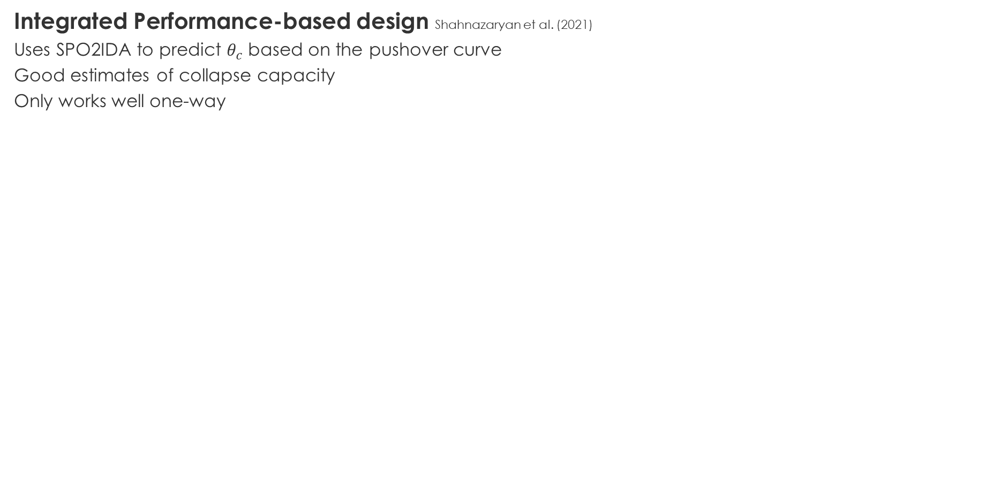 Integrated Performance-based design Shahnazaryan et al. (2021)
Uses SPO2IDA to predict θc based on the pushover curve
Good estimates of collapse capacity
Only works well one-way